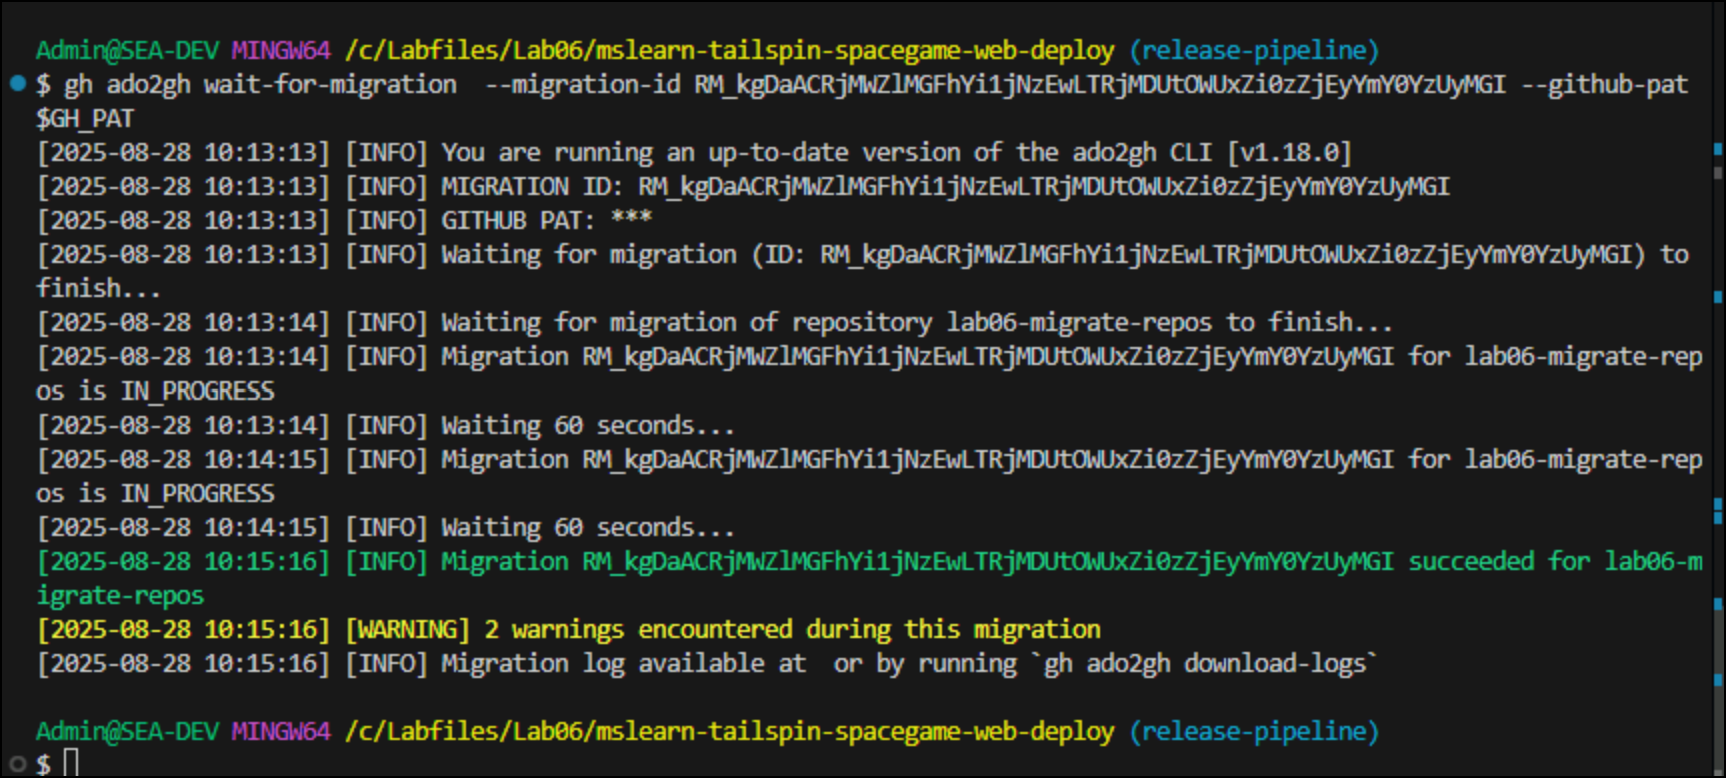 Admin@SEA-DEV MINGW64 /c/Labfiles/Lab06/mslearn-tailspin-spacegame-web-deploy (release-pipeline)
$ gh ado2gh wait-for-migration  --migration-id RM_kgDaACRjMWZlMGFhYi1jNzEwLTRjMDUtOWUxZi0zZjEyYmY0YzUyMGI --github-pat
$GH_PAT
[2025-08-28 10:13:13] [INFO] You are running an up-to-date version of the ado2gh CLI [v1.18.0]
[2025-08-28 10:13:13] [INFO] MIGRATION ID: RM_kgDaACRjMWZlMGFhYi1jNzEwLTRjMDUtOWUxZi0zZjEyYmY0YzUyMGI
[2025-08-28 10:13:13] [INFO] GITHUB PAT: ***
[2025-08-28 10:13:13] [INFO] Waiting for migration (ID: RM_kgDaACRjMWZlMGFhYi1jNzEwLTRjMDUtOWUxZi0zZjEyYmY0YzUyMGI) to
finish...
[2025-08-28 10:13:14] [INFO] Waiting for migration of repository lab06-migrate-repos to finish...
[2025-08-28 10:13:14] [INFO] Migration RM_kgDaACRjMWZlMGFhYi1jNzEwLTRjMDUtOWUxZi0zZjEyYmY0YzUyMGI for lab06-migrate-rep
os is IN_PROGRESS
[2025-08-28 10:13:14] [INFO] Waiting 60 seconds...
[2025-08-28 10:14:15] [INFO] Migration RM_kgDaACRjMWZlMGFhYi1jNzEwLTRjMDUtOWUxZi0zZjEyYmY0YzUyMGI for lab06-migrate-rep
os is IN_PROGRESS
[2025-08-28 10:14:15] [INFO] Waiting 60 seconds...
[2025-08-28 10:15:16] [INFO] Migration RM_kgDaACRjMWZlMGFhYi1jNzEwLTRjMDUtOWUxZi0zZjEyYmY0YzUyMGI succeeded for lab06-m
igrate-repos
[2025-08-28 10:15:16] [WARNING] 2 warnings encountered during this migration
[2025-08-28 10:15:16] [INFO] Migration log available at  or by running `gh ado2gh download-logs`
Admin@SEA-DEV MINGW64 /c/Labfiles/Lab06/mslearn-tailspin-spacegame-web-deploy (release-pipeline)
$